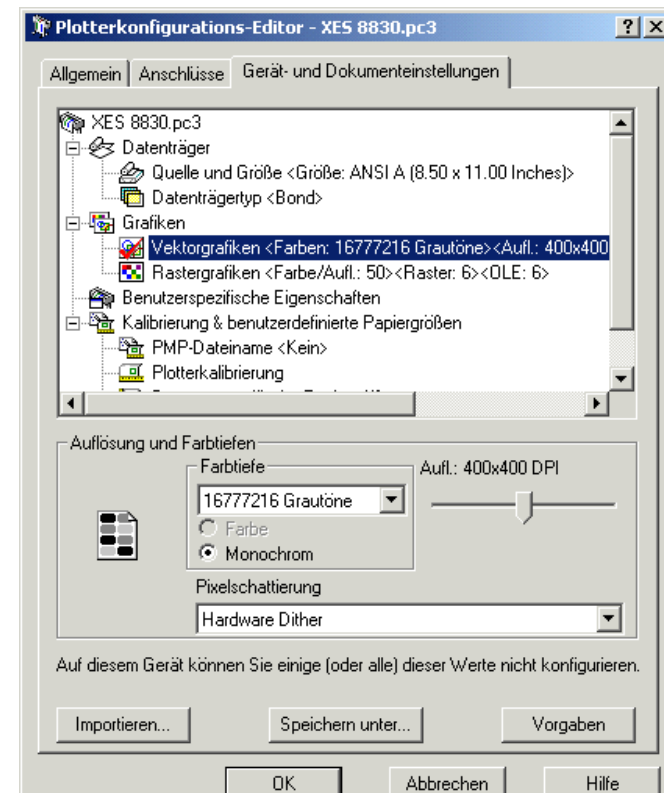 Plotterkonfigurations-Editor - XES 8830.pc3
Allgemein Anschlüsse Gerät- und Dokumenteinstellungen
XES 8830.pc3
Datenträger
Quelle und Größe <Größe: ANSI A (8.50 x 11.00 Inches)>
Datenträgertyp <Bond>
Grafiken
Vektorgrafiken <Farben: 16777216 Grautöne><Aufl.: 400x400
Rastergrafiken <Farbe/Aufl.: 50><Raster: 6><OLE: 6>
Benutzerspezifische Eigenschaften
Kalibrierung & benutzerdefinierte Papiergrößen
PMP-Dateiname <Kein>
Plotterkalibrierung
Auflösung und Farbtiefen
Farbtiefe
Aufl.: 400x400 DPI
16777216 Grautöne
Farbe
Monochrom
Pixelschattierung
Hardware Dither
Auf diesem Gerät können Sie einige (oder alle) dieser Werte nicht konfigurieren.
Importieren... Speichern unter... Vorgaben
OK Abbrechen Hilfe